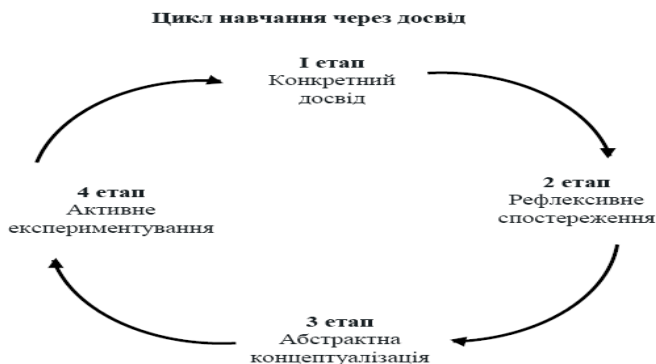 Цикл навчання через досвід
І етап
Конкретний
досвід
2 етап
Рефлексивне
спостереження
3 етап
Абстрактна
концептуалізація
4 етап
Активне
експериментування